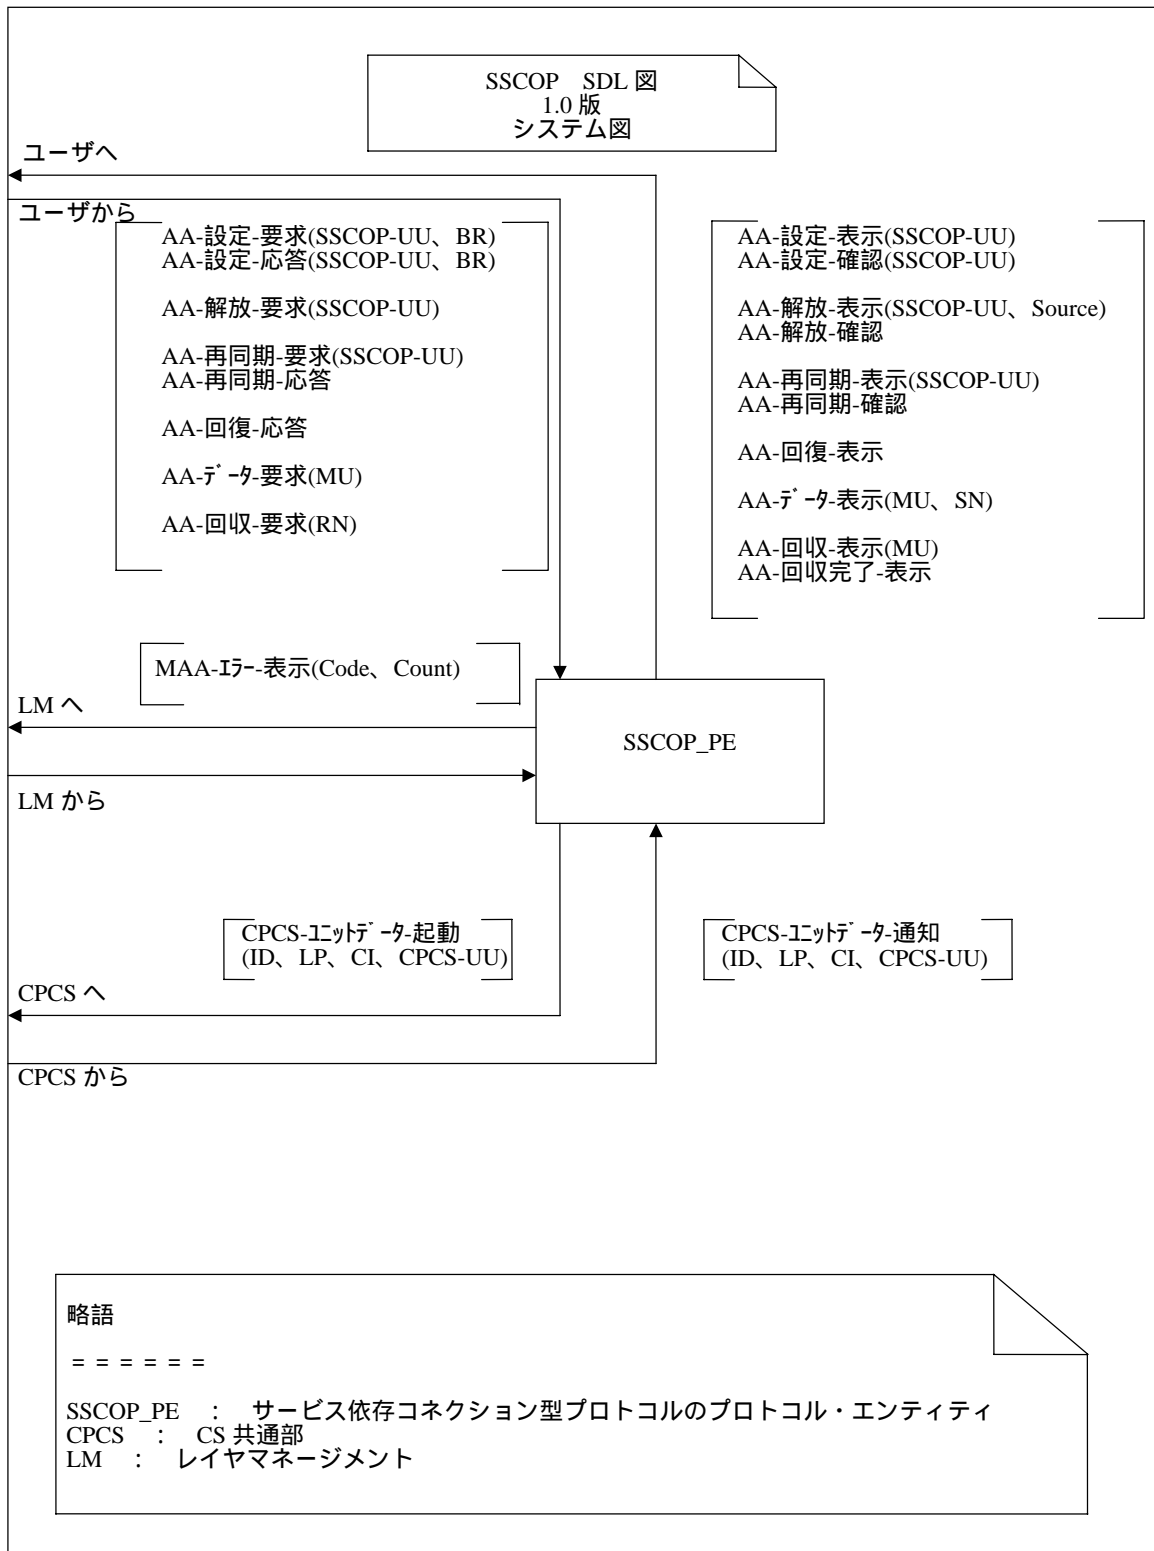 SSCOP　SDL 図
1.0 版
システム図
ユーザへ
ユーザから
AA-設定-要求(SSCOP-UU、BR)
AA-設定-応答(SSCOP-UU、BR)
AA-解放-要求(SSCOP-UU)
AA-再同期-要求(SSCOP-UU)
AA-再同期-応答
AA-回復-応答
AA-ﾃﾞｰﾀ-要求(MU)
AA-回収-要求(RN)
AA-設定-表示(SSCOP-UU)
AA-設定-確認(SSCOP-UU)
AA-解放-表示(SSCOP-UU、Source)
AA-解放-確認
AA-再同期-表示(SSCOP-UU)
AA-再同期-確認
AA-回復-表示
AA-ﾃﾞｰﾀ-表示(MU、SN)
AA-回収-表示(MU)
AA-回収完了-表示
MAA-ｴﾗｰ-表示(Code、Count)
LM へ
SSCOP_PE
LM から
CPCS-ﾕﾆｯﾄﾃﾞｰﾀ-起動
(ID、LP、CI、CPCS-UU)
CPCS-ﾕﾆｯﾄﾃﾞｰﾀ-通知
(ID、LP、CI、CPCS-UU)
CPCS へ
CPCS から
略語
= = = = = =
SSCOP_PE　：　サービス依存コネクション型プロトコルのプロトコル・エンティティ
CPCS　：　CS 共通部
LM　：　レイヤマネージメント